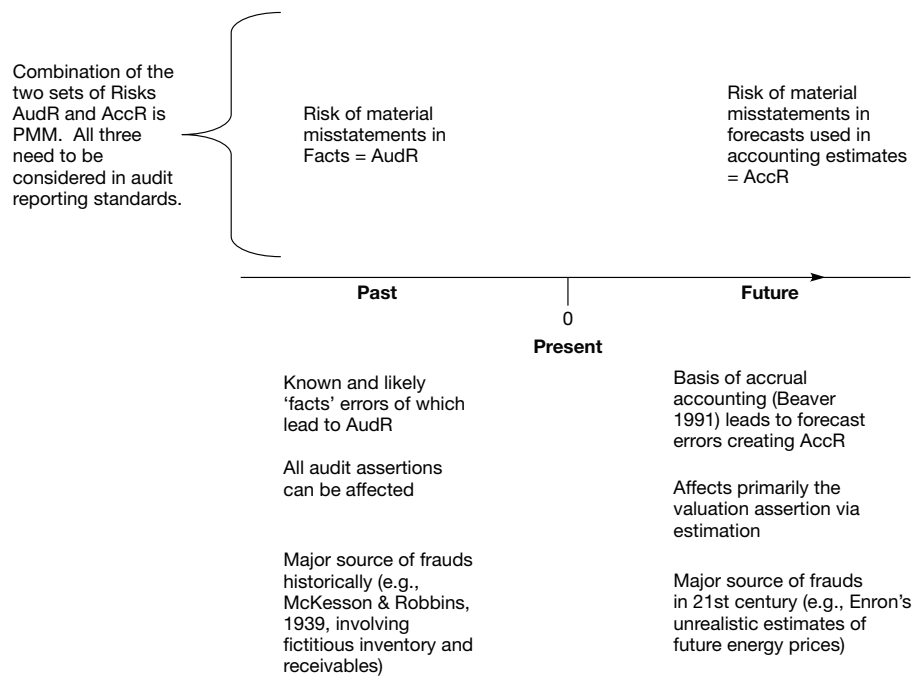 Combination of the
two sets of Risks
AudR and AccR is
PMM. All three
need to be
considered in audit
reporting standards.
Risk of material
misstatements in
Facts = AudR
Risk of material
misstatements in
forecasts used in
accounting estimates
= AccR
Past
Future
0
Present
Known and likely
‘facts’ errors of which
lead to AudR
All audit assertions
can be affected
Major source of frauds
historically (e.g.,
McKesson & Robbins,
1939, involving
fictitious inventory and
receivables)
Basis of accrual
accounting (Beaver
1991) leads to forecast
errors creating AccR
Affects primarily the
valuation assertion via
estimation
Major source of frauds
in 21st century (e.g., Enron’s
unrealistic estimates of
future energy prices)